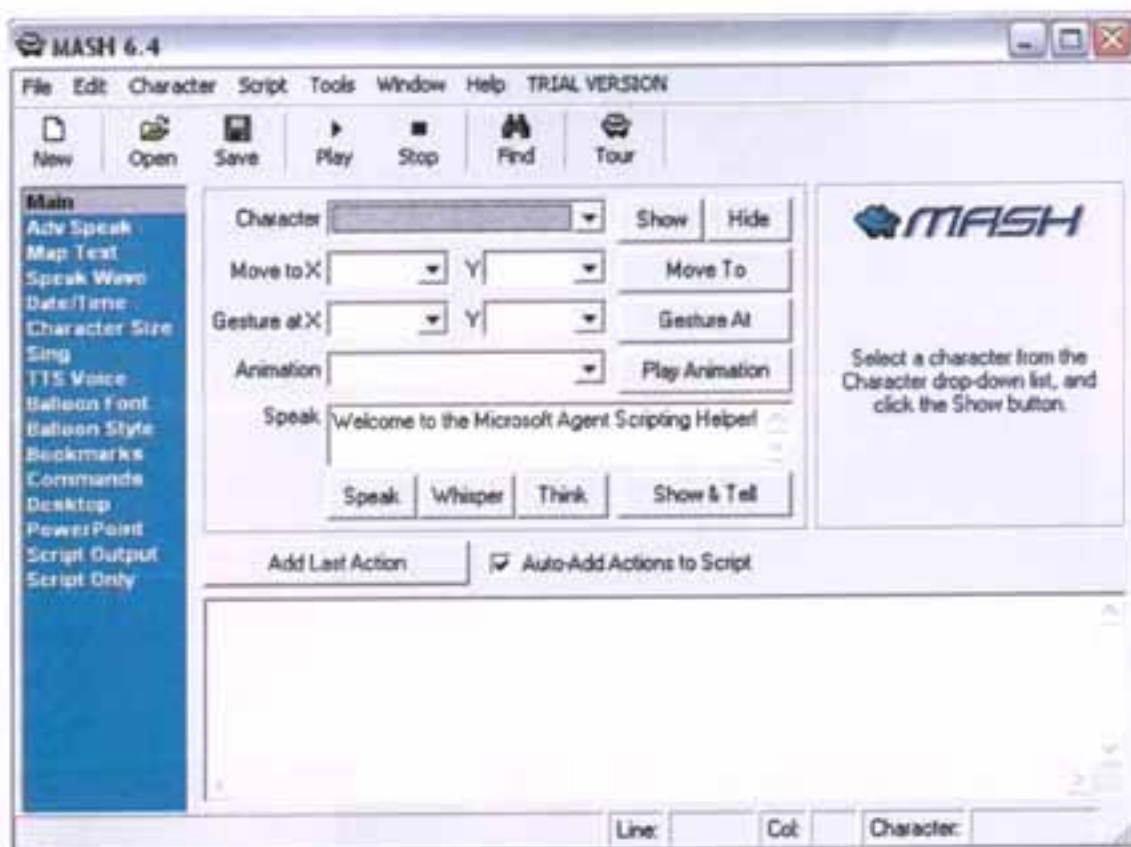 MASH 6.4
File Edit Character Script Tools Window Help TRIAL VERSION
New Open Save Play Stop Find Tour
Main
Adv Speak
Map Text
Speak Wave
Date/Time
Character Size
Sing
TTS Voice
Balloon Font
Balloon Style
Bookmarks
Commands
Desktop
PowerPoint
Script Output
Script Only
Character Show Hide
Move to X Y Move To
Gesture at X Y Gesture At
Animation Play Animation
Speak Welcome to the Microsoft Agent Scripting Helper!
Speak Whisper Think Show & Tell
MASH
Select a character from the
Character drop-down list, and
click the Show button.
Add Last Action Auto-Add Actions to Script
Line: Col: Character: